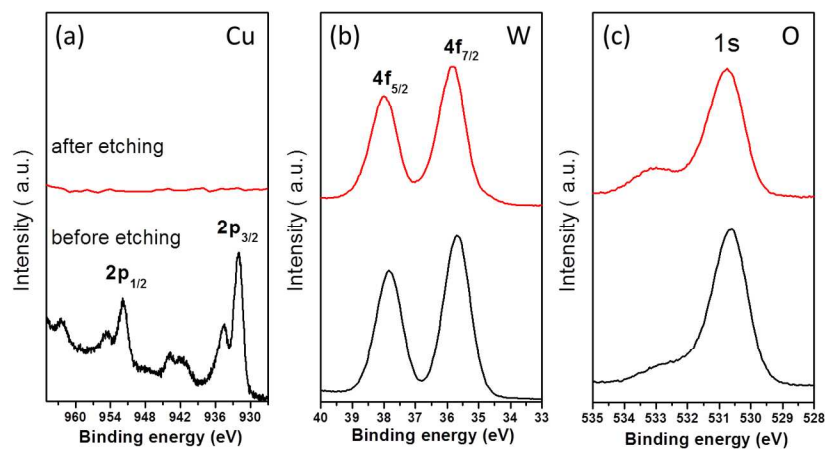 (a) Cu
after etching
before etching
2p3/2
2p1/2
Intensity ( a.u.)
960 954 948 942 936 930
Binding energy (eV)
(b) W
4f7/2
4f5/2
Intensity ( a.u.)
40 39 38 37 36 35 34 33
Binding energy (eV)
(c) O
1s
Intensity ( a.u.)
535 534 533 532 531 530 529 528
Binding energy (eV)